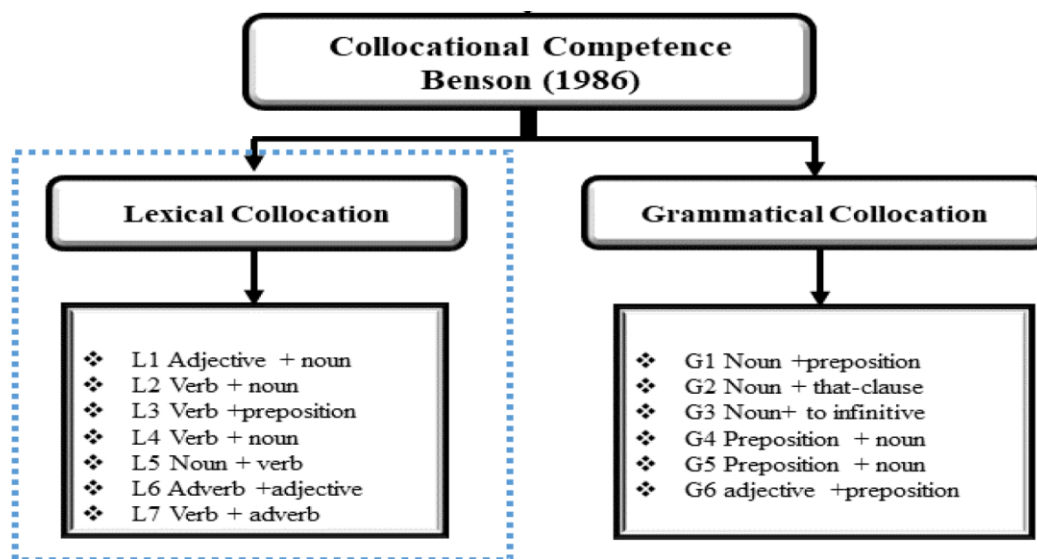 Collocational Competence
Benson (1986)
Lexical Collocation
❖ L1 Adjective + noun
❖ L2 Verb + noun
❖ L3 Verb +preposition
❖ L4 Verb + noun
❖ L5 Noun + verb
❖ L6 Adverb +adjective
❖ L7 Verb + adverb
Grammatical Collocation
❖ G1 Noun +preposition
❖ G2 Noun + that-clause
❖ G3 Noun+ to infinitive
❖ G4 Preposition + noun
❖ G5 Preposition + noun
❖ G6 adjective +preposition